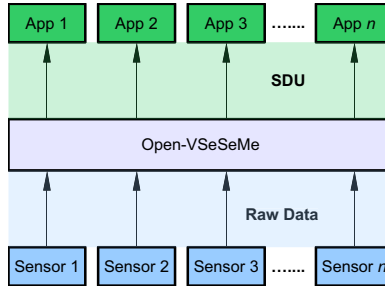 App 1 App 2 App 3 ....... App n
SDU
Open-VSeSeMe
Raw Data
Sensor 1 Sensor 2 Sensor 3 ....... Sensor n